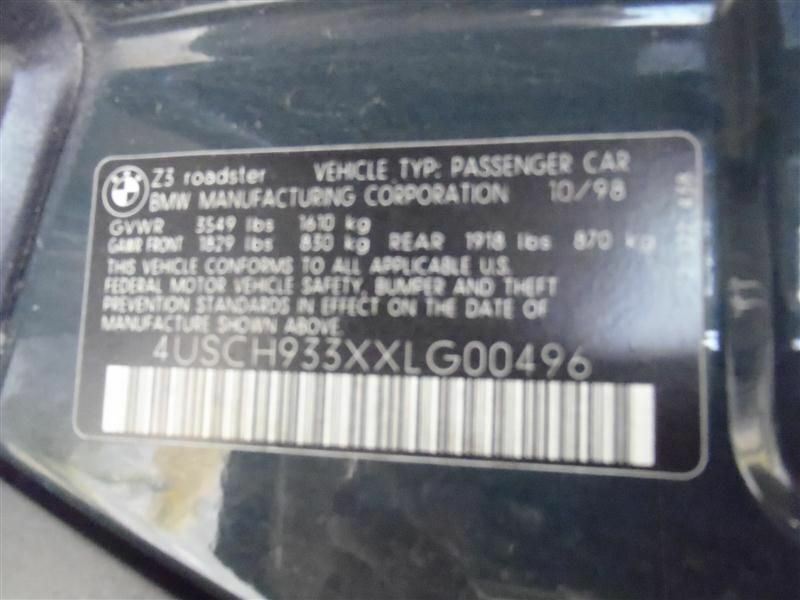 BMW Z3 roadster VEHICLE TYP: PASSENGER CAR
BMW MANUFACTURING CORPORATION 10/98
GVWR 3549 lbs 1610 kg
GAWR FRONT 1829 lbs 830 kg REAR 1918 lbs 870 kg
THIS VEHICLE CONFORMS TO ALL APPLICABLE U.S.
FEDERAL MOTOR VEHICLE SAFETY, BUMPER AND THEFT
PREVENTION STANDARDS IN EFFECT ON THE DATE OF
MANUFACTURE SHOWN ABOVE.
4USCH933XXLG00496